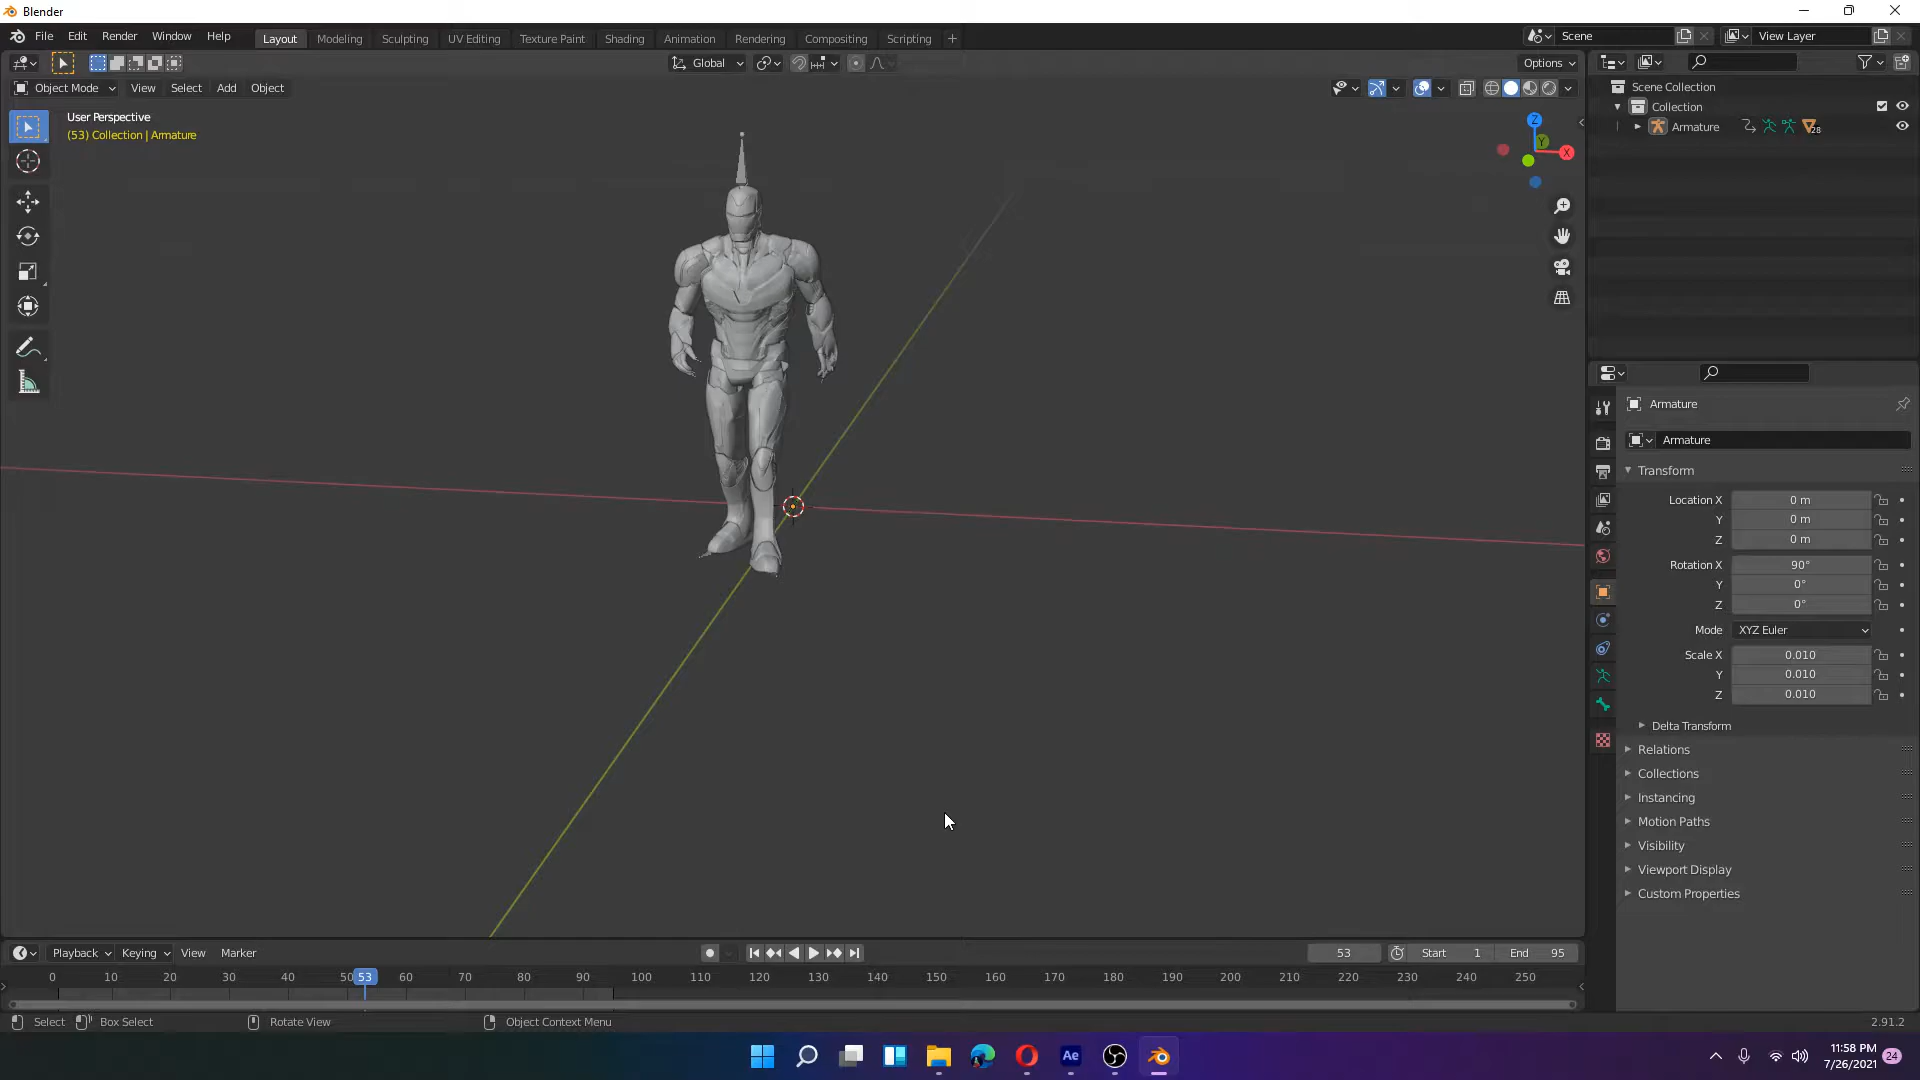 Blender
File Edit Render Window Help
Layout Modeling Sculpting UV Editing Texture Paint Shading Animation Rendering Compositing Scripting +
Scene
View Layer
Global
Options
Object Mode View Select Add Object
User Perspective
(53) Collection | Armature
Z
Y
X
Scene Collection
Collection
Armature 28
Armature
Armature
Transform
Location X 0 m
Y 0 m
Z 0 m
Rotation X 90°
Y 0°
Z 0°
Mode XYZ Euler
Scale X 0.010
Y 0.010
Z 0.010
Delta Transform
Relations
Collections
Instancing
Motion Paths
Visibility
Viewport Display
Custom Properties
Playback Keying View Marker
53 Start 1 End 95
0 10 20 30 40 50 53 60 70 80 90 100 110 120 130 140 150 160 170 180 190 200 210 220 230 240 250
Select Box Select Rotate View Object Context Menu 2.91.2
Ae
11:58 PM
7/26/2021
24